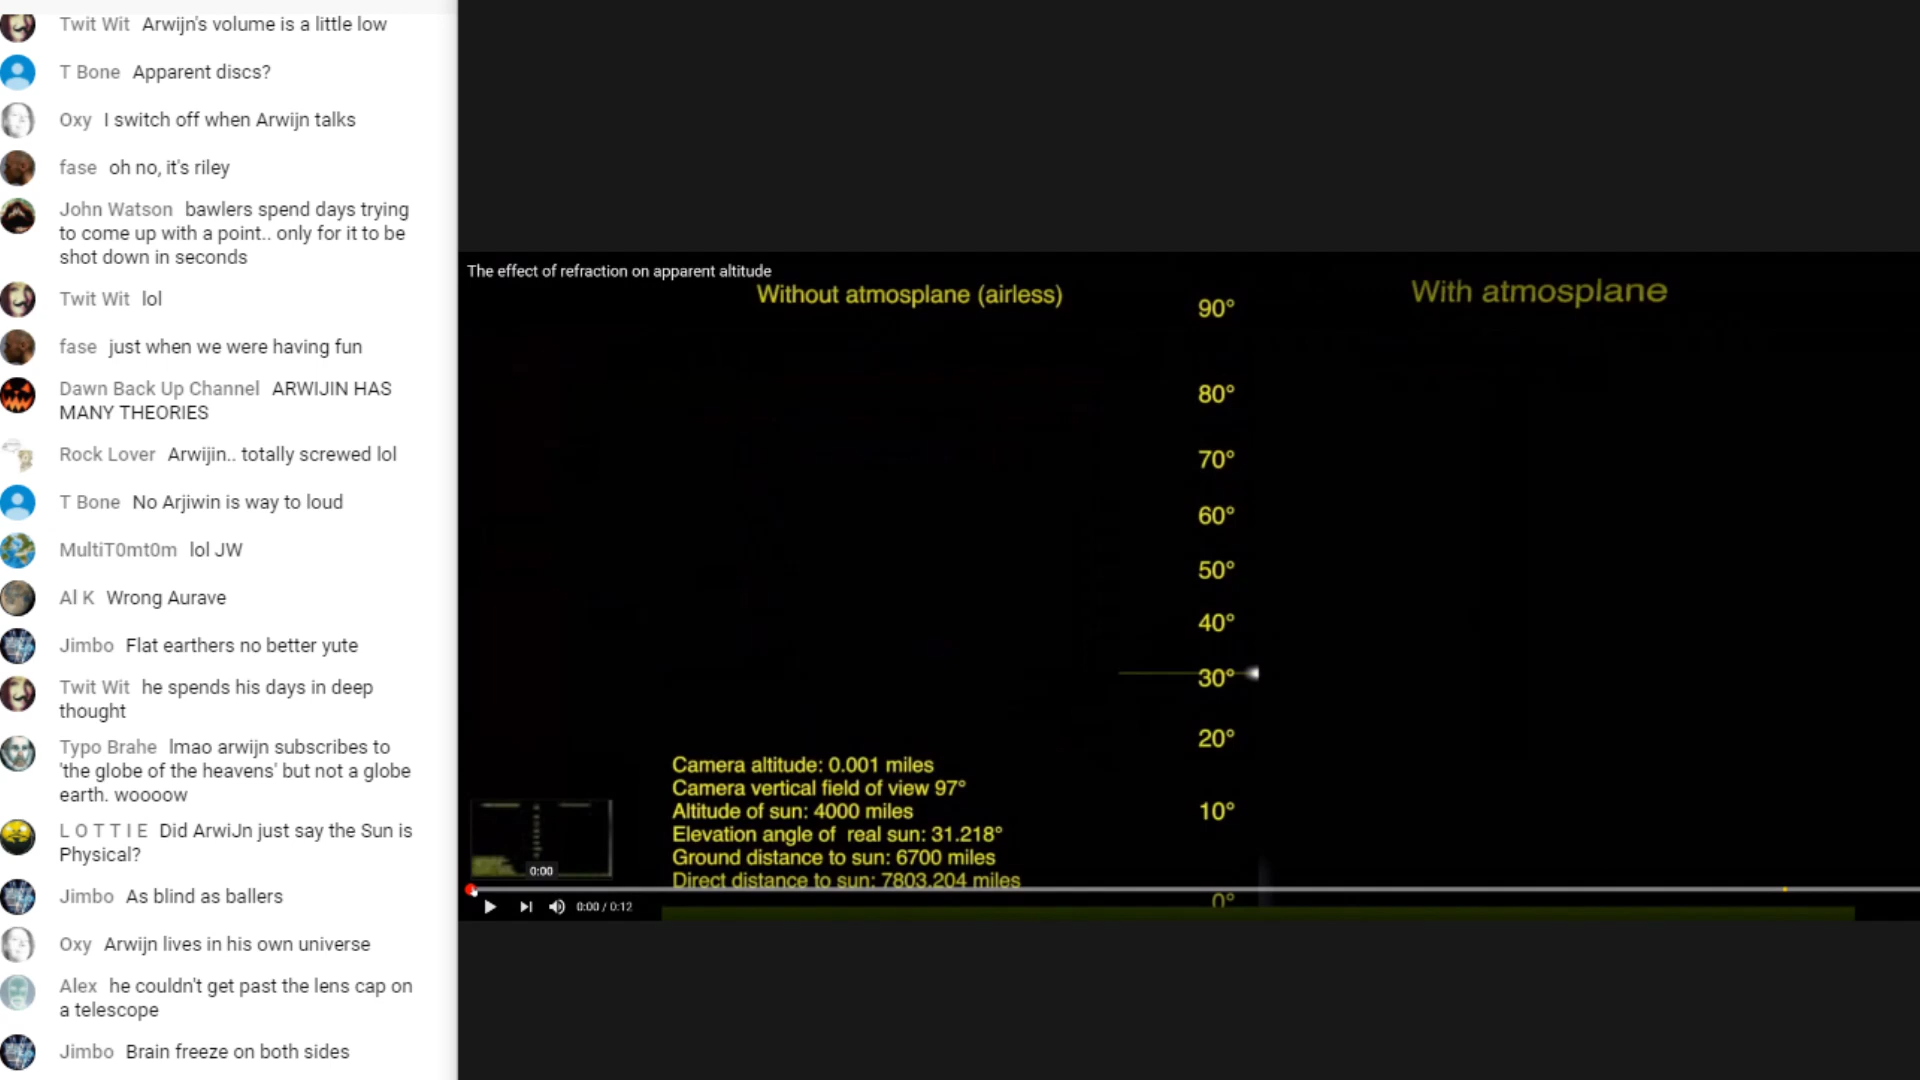 Twit Wit Arwijn's volume is a little low
T Bone Apparent discs?
Oxy I switch off when Arwijn talks
fase oh no, it's riley
John Watson bawlers spend days trying
to come up with a point.. only for it to be
shot down in seconds
Twit Wit lol
fase just when we were having fun
Dawn Back Up Channel ARWIJIN HAS
MANY THEORIES
Rock Lover Arwijin.. totally screwed lol
T Bone No Arjiwin is way to loud
MultiT0mt0m lol JW
Al K Wrong Aurave
Jimbo Flat earthers no better yute
Twit Wit he spends his days in deep
thought
Typo Brahe lmao arwijn subscribes to
'the globe of the heavens' but not a globe
earth. woooow
L O T T I E Did ArwiJn just say the Sun is
Physical?
Jimbo As blind as ballers
Oxy Arwijn lives in his own universe
Alex he couldn't get past the lens cap on
a telescope
Jimbo Brain freeze on both sides
The effect of refraction on apparent altitude
Without atmosplane (airless)
With atmosplane
90°
80°
70°
60°
50°
40°
30°
20°
10°
0°
Camera altitude: 0.001 miles
Camera vertical field of view 97°
Altitude of sun: 4000 miles
Elevation angle of real sun: 31.218°
Ground distance to sun: 6700 miles
Direct distance to sun: 7803.204 miles
0:00
0:00 / 0:12